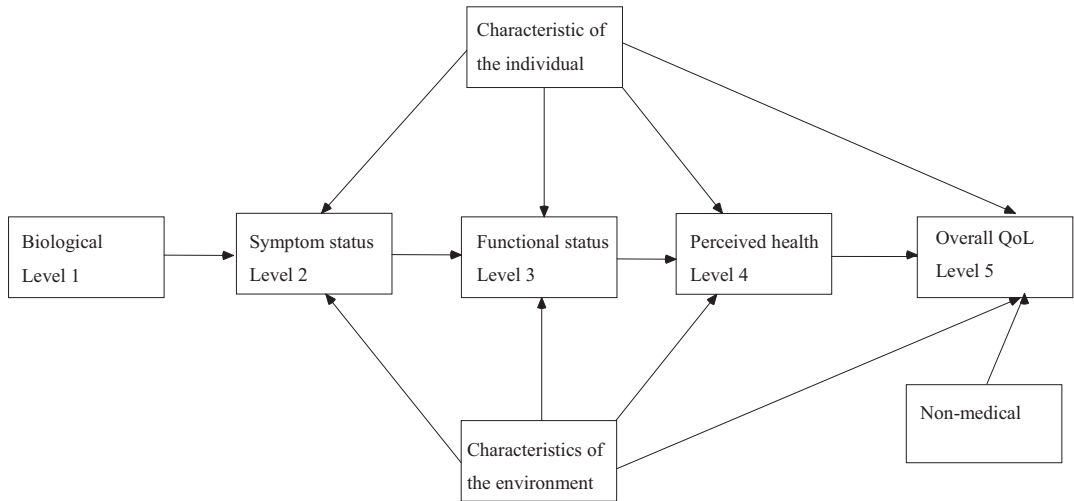 Characteristic of
the individual
Biological
Level 1
Symptom status
Level 2
Functional status
Level 3
Perceived health
Level 4
Overall QoL
Level 5
Non-medical
Characteristics of
the environment